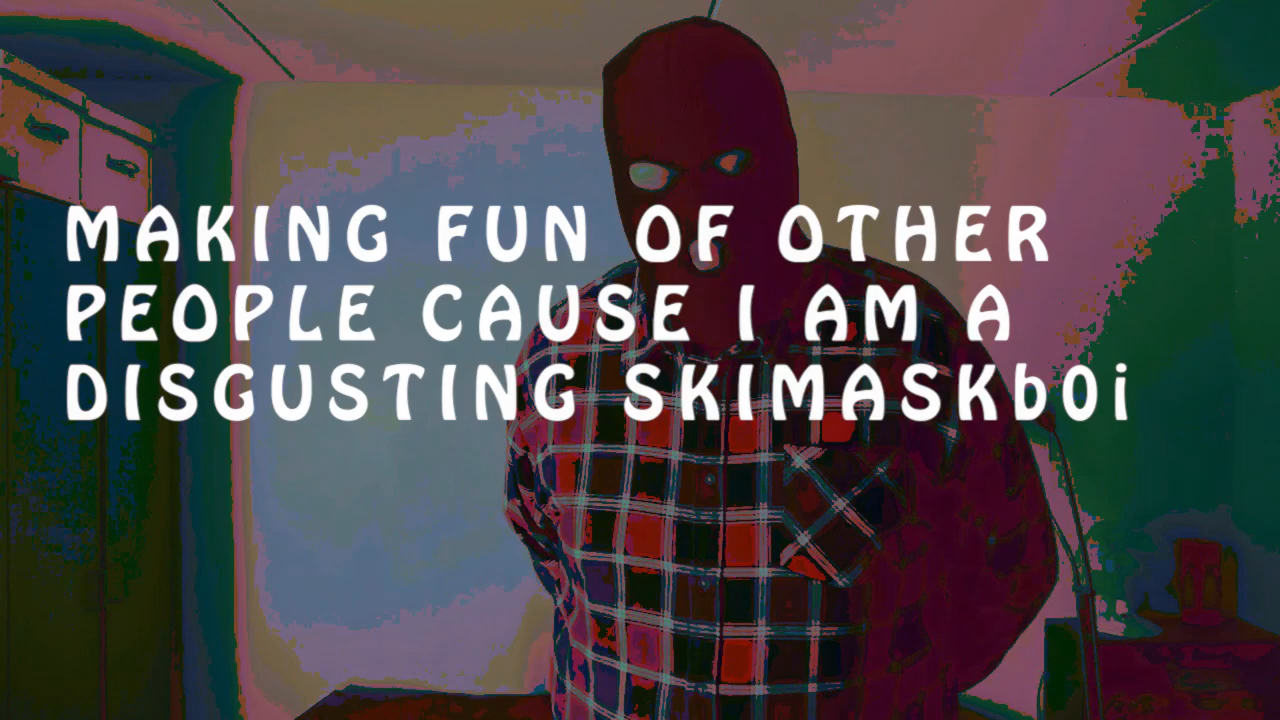 MAKING FUN OF OTHER
PEOPLE CAUSE I AM A
DISGUSTING SKIMASKb0i